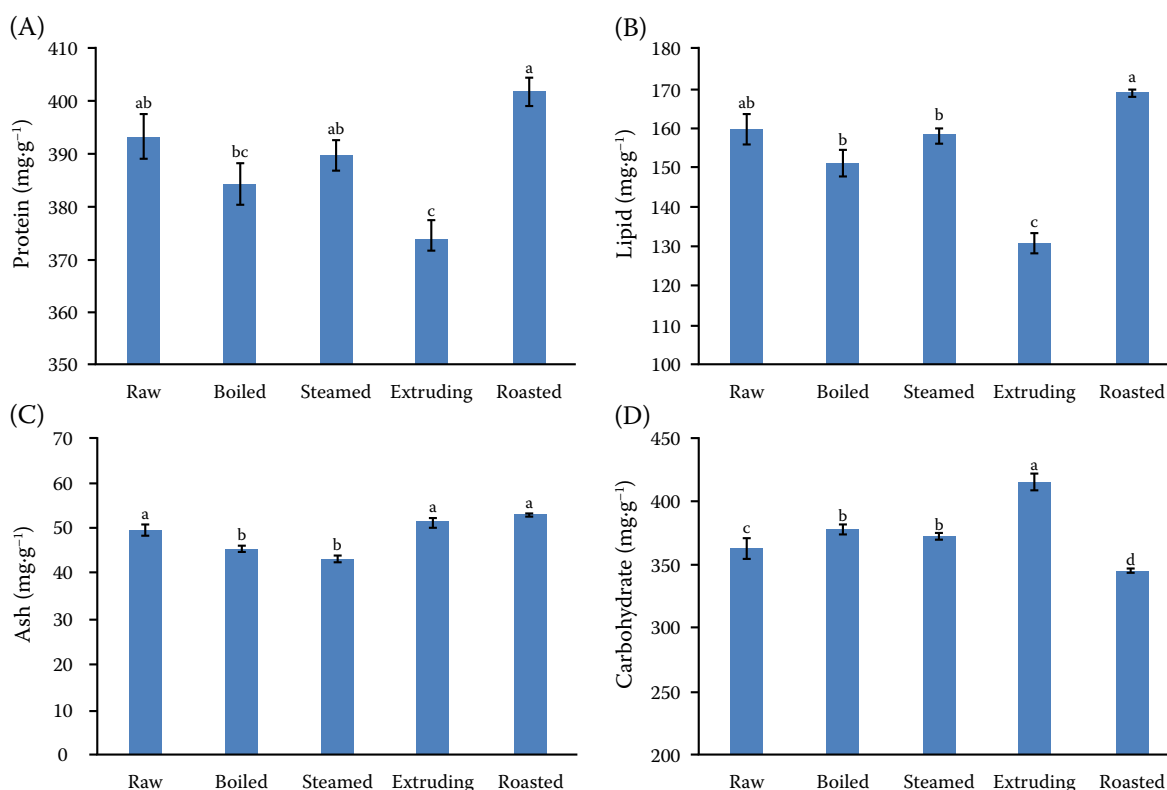 (A)
Protein (mg·g⁻¹)
410
400
390
380
370
360
350
ab
bc
ab
c
a
Raw Boiled Steamed Extruding Roasted
(B)
Lipid (mg·g⁻¹)
180
170
160
150
140
130
120
110
100
ab
b
b
c
a
Raw Boiled Steamed Extruding Roasted
(C)
Ash (mg·g⁻¹)
70
60
50
40
30
20
10
0
a
b
b
a
a
Raw Boiled Steamed Extruding Roasted
(D)
Carbohydrate (mg·g⁻¹)
450
400
350
300
250
200
c
b
b
a
d
Raw Boiled Steamed Extruding Roasted